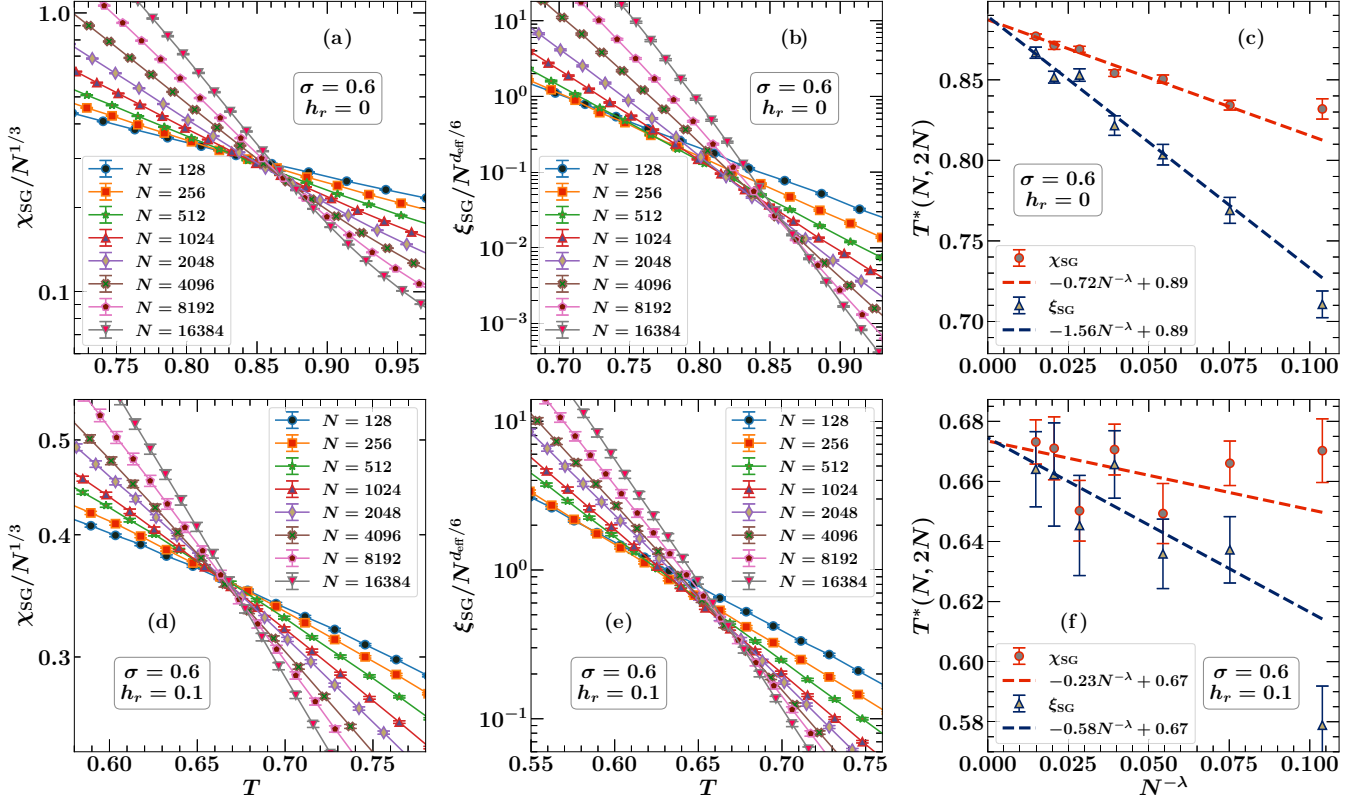 χ_SG/N^{1/3}
1.0
0.1
(a)
σ = 0.6
h_r = 0
N = 128
N = 256
N = 512
N = 1024
N = 2048
N = 4096
N = 8192
N = 16384
0.75 0.80 0.85 0.90 0.95
ξ_SG/N^{d_eff/6}
10^1
10^0
10^{-1}
10^{-2}
10^{-3}
(b)
σ = 0.6
h_r = 0
N = 128
N = 256
N = 512
N = 1024
N = 2048
N = 4096
N = 8192
N = 16384
0.70 0.75 0.80 0.85 0.90
T*(N, 2N)
0.85
0.80
0.75
0.70
(c)
σ = 0.6
h_r = 0
χ_SG
−0.72N^{−λ} + 0.89
ξ_SG
−1.56N^{−λ} + 0.89
0.000 0.025 0.050 0.075 0.100
χ_SG/N^{1/3}
0.5
0.4
0.3
N = 128
N = 256
N = 512
N = 1024
N = 2048
N = 4096
N = 8192
N = 16384
(d)
σ = 0.6
h_r = 0.1
0.60 0.65 0.70 0.75
T
ξ_SG/N^{d_eff/6}
10^1
10^0
10^{-1}
N = 128
N = 256
N = 512
N = 1024
N = 2048
N = 4096
N = 8192
N = 16384
(e)
σ = 0.6
h_r = 0.1
0.55 0.60 0.65 0.70 0.75
T
T*(N, 2N)
0.68
0.66
0.64
0.62
0.60
0.58
(f)
χ_SG
−0.23N^{−λ} + 0.67
ξ_SG
−0.58N^{−λ} + 0.67
σ = 0.6
h_r = 0.1
0.000 0.025 0.050 0.075 0.100
N^{−λ}